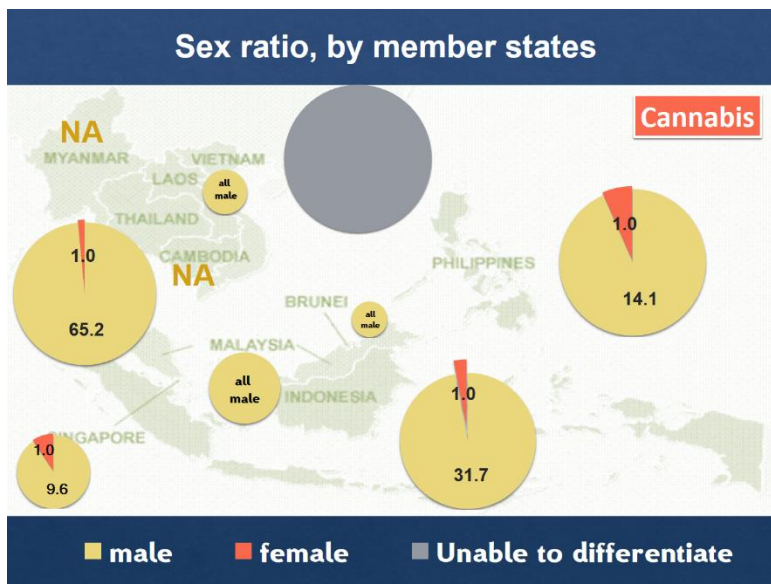 Sex ratio, by member states
Cannabis
NA
MYANMAR
VIETNAM
LAOS
all
male
THAILAND
1.0
65.2
CAMBODIA
NA
PHILIPPINES
1.0
14.1
BRUNEI
all
male
MALAYSIA
all
male
INDONESIA
1.0
31.7
SINGAPORE
1.0
9.6
male
female
Unable to differentiate